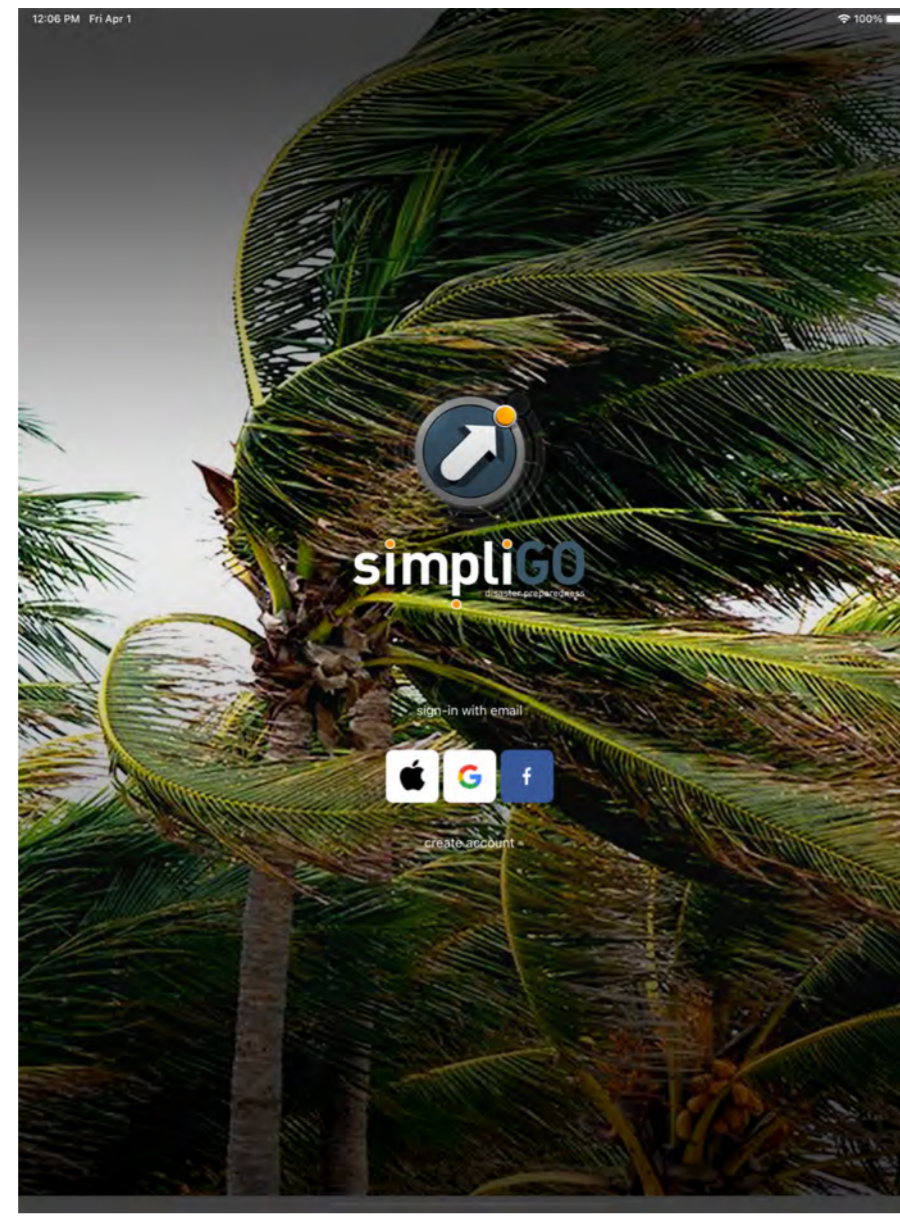 12:06 PM Fri Apr 1
100%
simpliGO
disaster preparedness
sign-in with email
create account